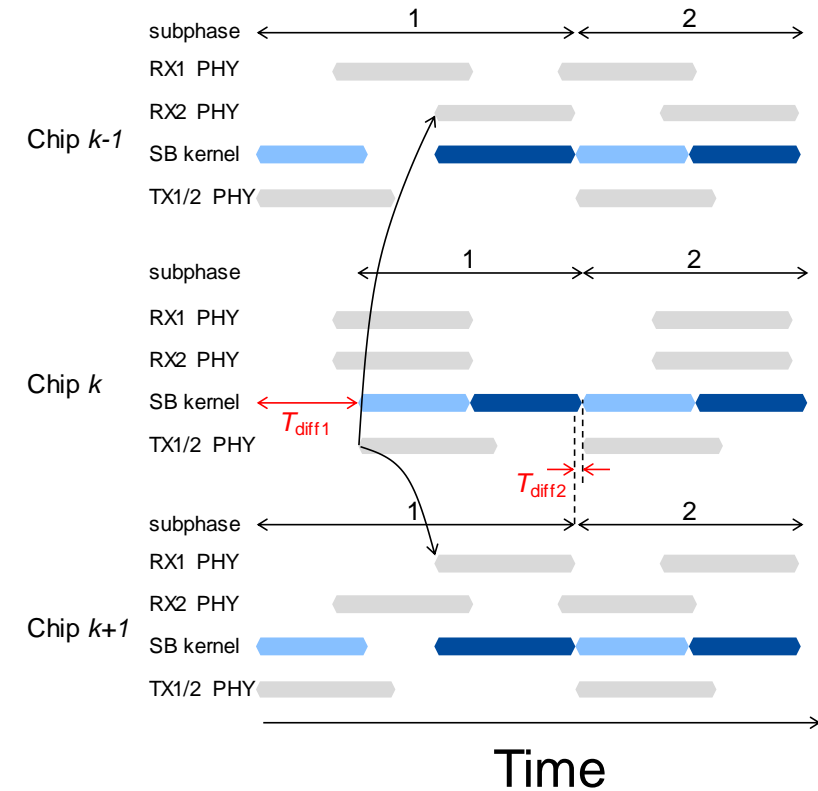 subphase 1 2
RX1 PHY
RX2 PHY
Chip k-1
SB kernel
TX1/2 PHY
subphase 1 2
RX1 PHY
RX2 PHY
Chip k
SB kernel
Tdiff1
TX1/2 PHY
Tdiff2
subphase 1 2
RX1 PHY
RX2 PHY
Chip k+1
SB kernel
TX1/2 PHY
Time